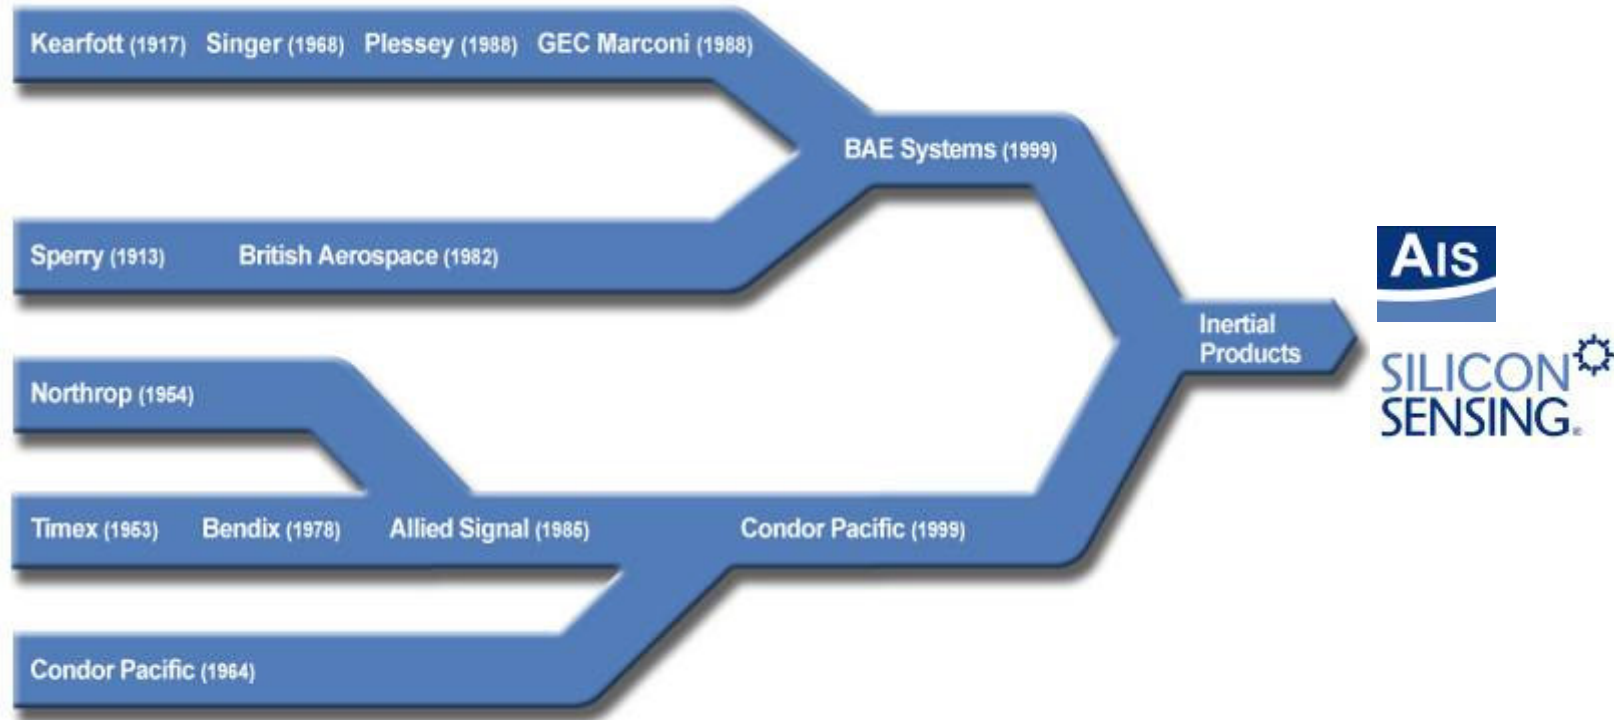 Kearfott (1917) Singer (1968) Plessey (1988) GEC Marconi (1988)
BAE Systems (1999)
Sperry (1913) British Aerospace (1982)
Northrop (1954)
Timex (1953) Bendix (1978) Allied Signal (1985) Condor Pacific (1999)
Condor Pacific (1964)
Inertial
Products
AIS
SILICON
SENSING